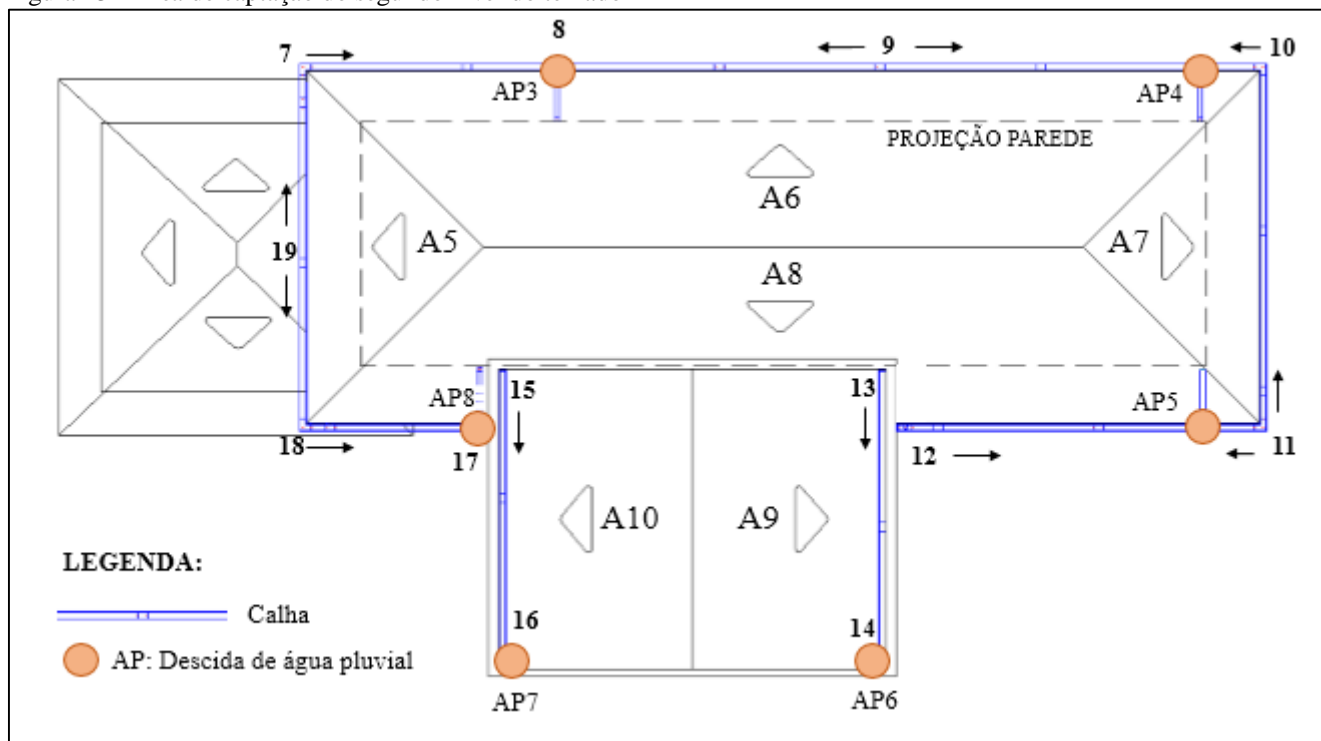 7
8
9
10
AP3
AP4
PROJEÇÃO PAREDE
A6
19
A5
A7
A8
15
13
AP8
AP5
18
17
12
11
A10
A9
LEGENDA:
Calha
16
14
AP: Descida de água pluvial
AP7
AP6